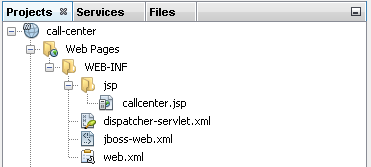 Projects Services Files
call-center
Web Pages
WEB-INF
jsp
callcenter.jsp
dispatcher-servlet.xml
jboss-web.xml
web.xml